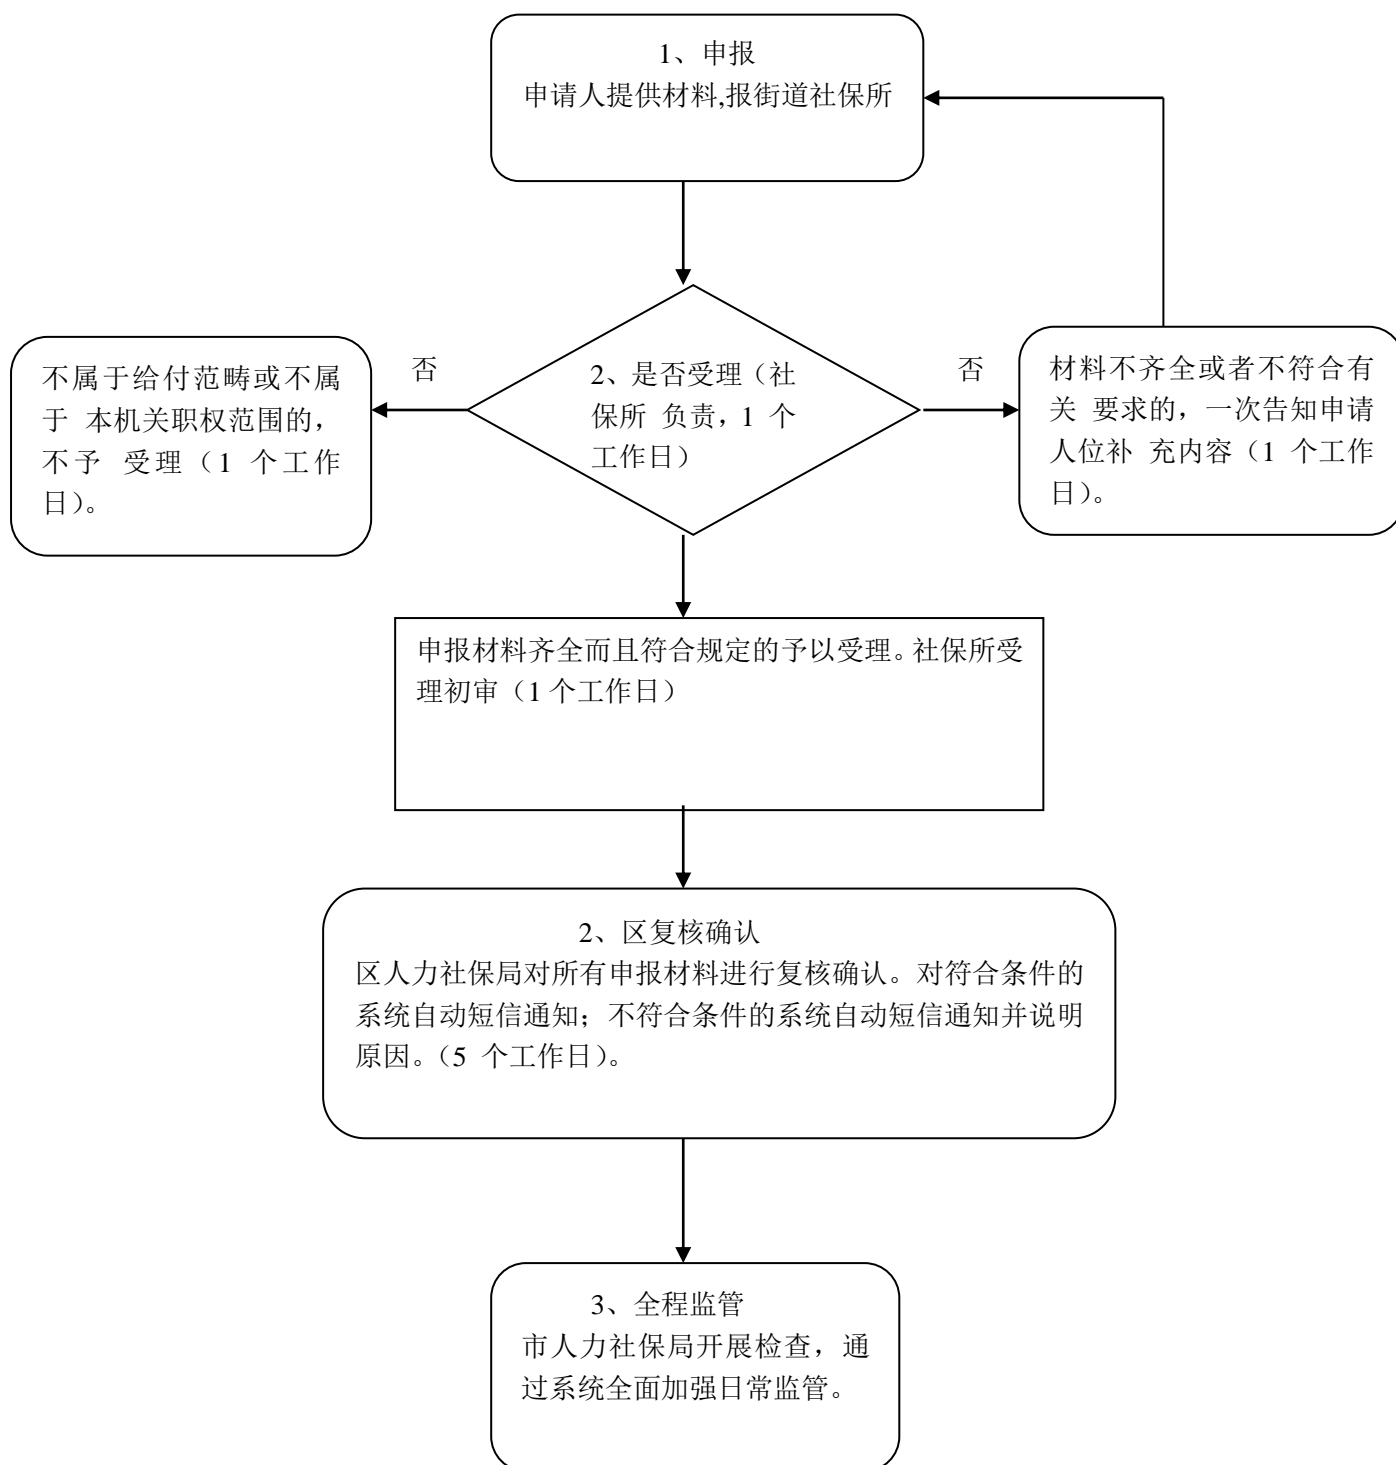 1、申报
申请人提供材料,报街道社保所
否
2、是否受理（社
保所 负责，1 个
工作日）
否
不属于给付范畴或不属
于 本机关职权范围的，
不予 受理（1 个工作
日）。
材料不齐全或者不符合有
关 要求的，一次告知申请
人位补 充内容（1 个工作
日）。
申报材料齐全而且符合规定的予以受理。社保所受
理初审（1 个工作日）
2、区复核确认
区人力社保局对所有申报材料进行复核确认。对符合条件的
系统自动短信通知；不符合条件的系统自动短信通知并说明
原因。（5 个工作日）。
3、全程监管
市人力社保局开展检查，通
过系统全面加强日常监管。